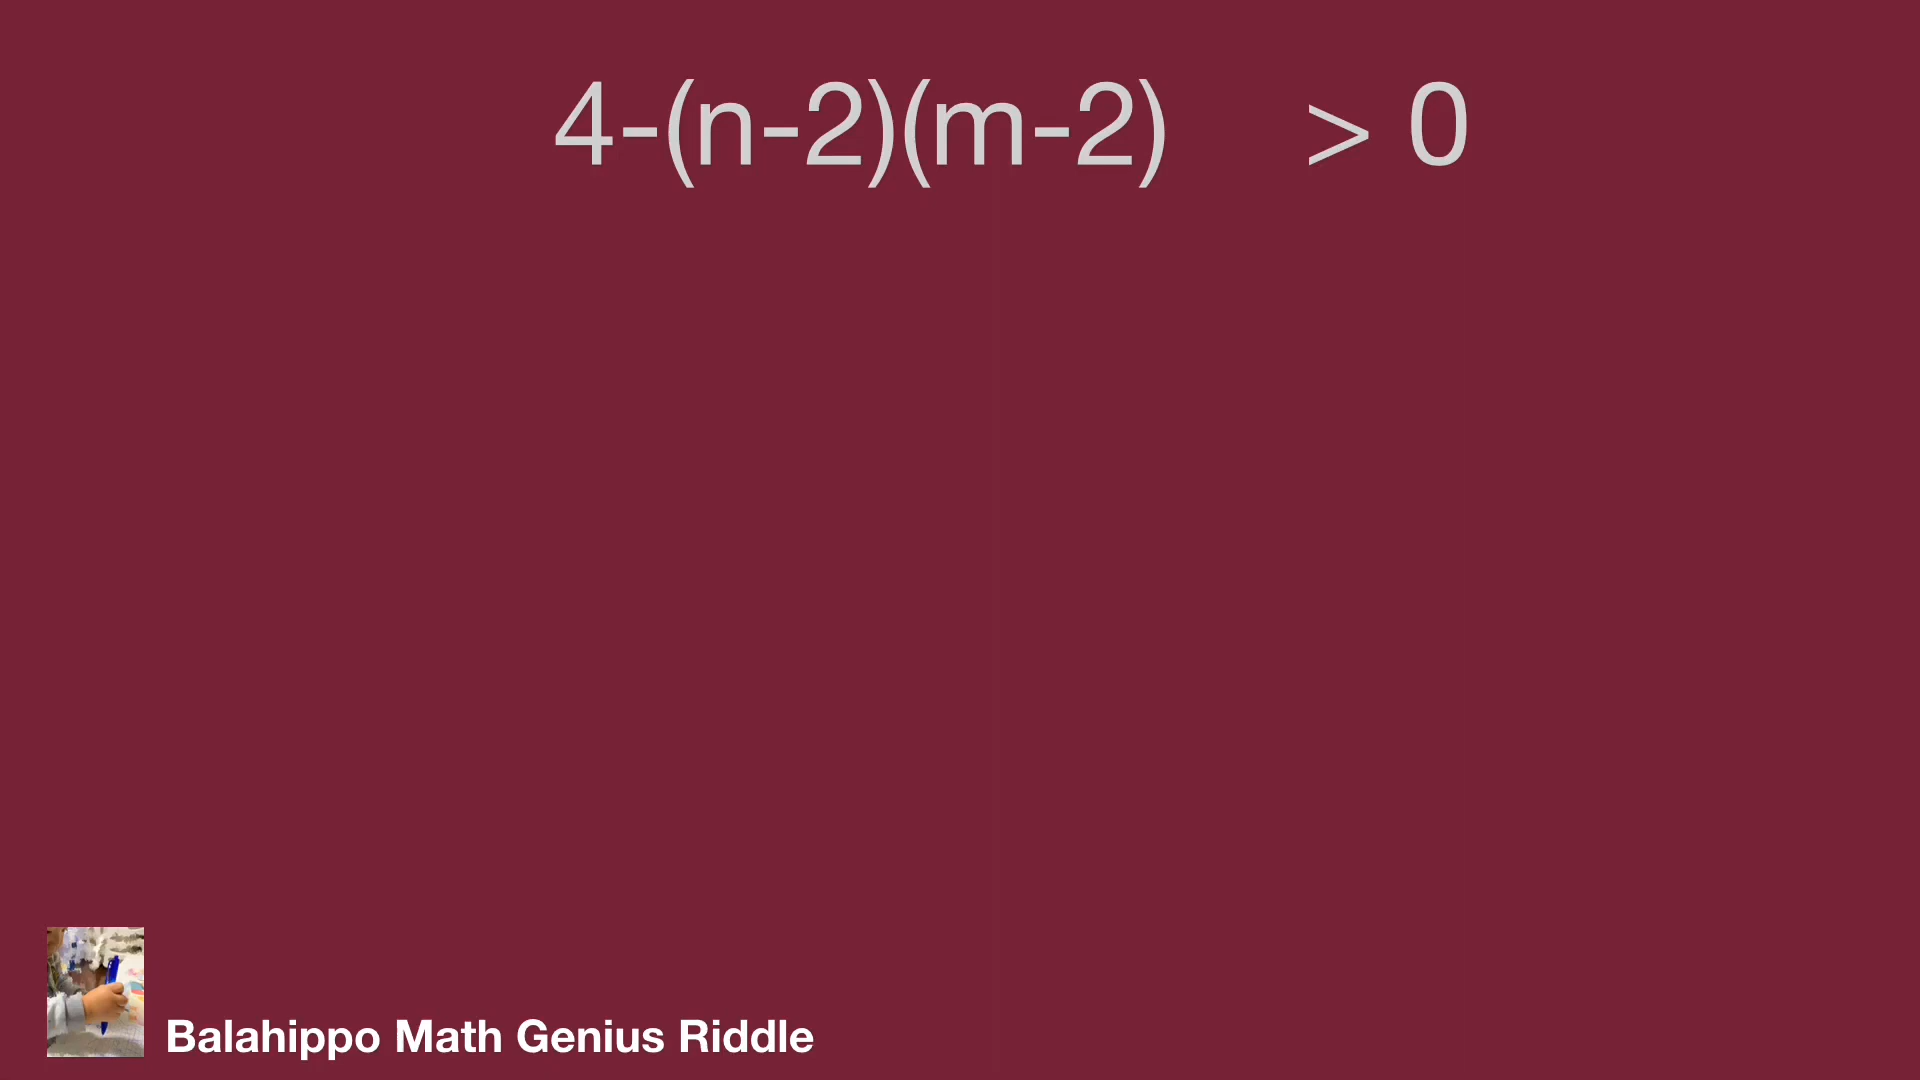 4-(n-2)(m-2) > 0
Balahippo Math Genius Riddle